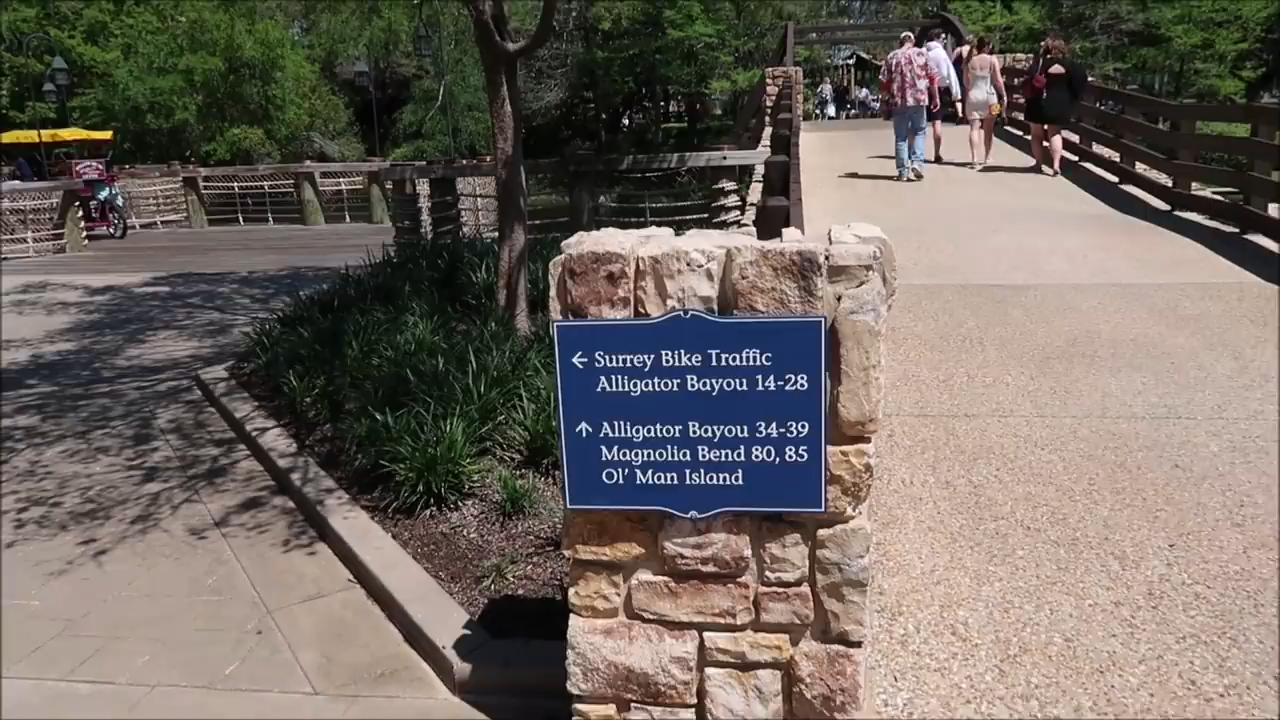 ← Surrey Bike Traffic
Alligator Bayou 14-28
↑ Alligator Bayou 34-39
Magnolia Bend 80, 85
Ol' Man Island